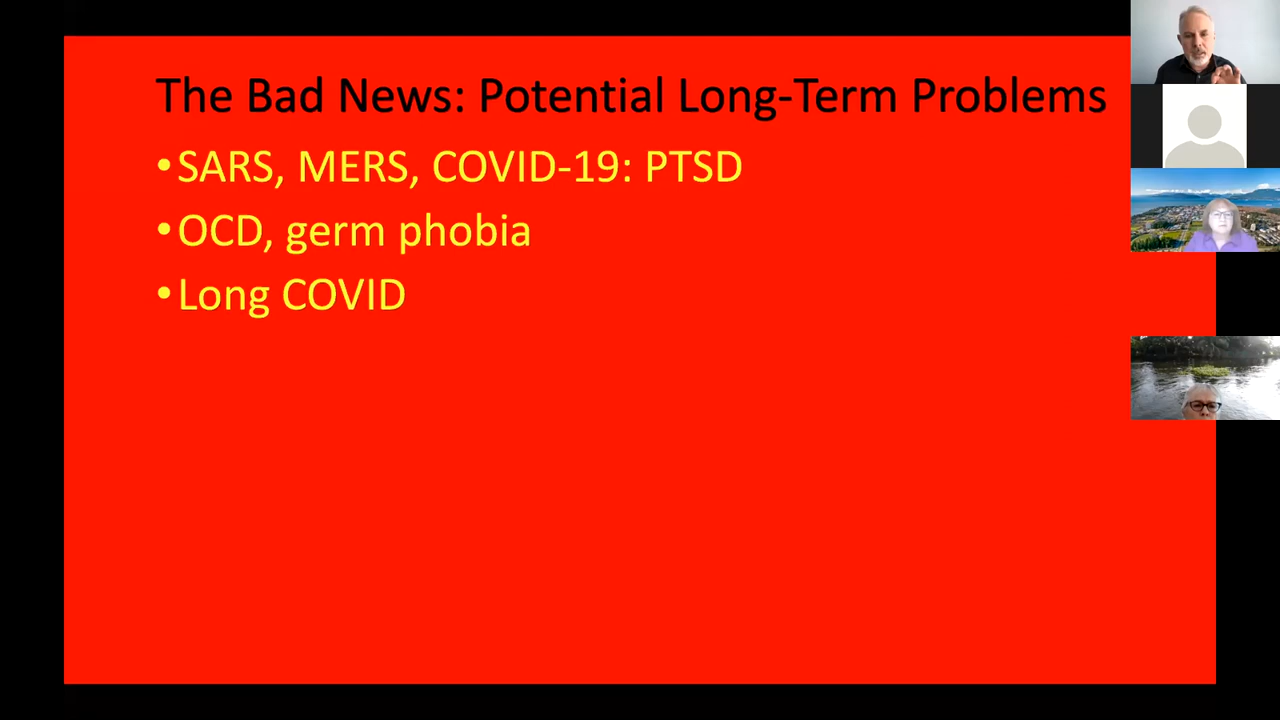 The Bad News: Potential Long-Term Problems
•SARS, MERS, COVID-19: PTSD
•OCD, germ phobia
•Long COVID